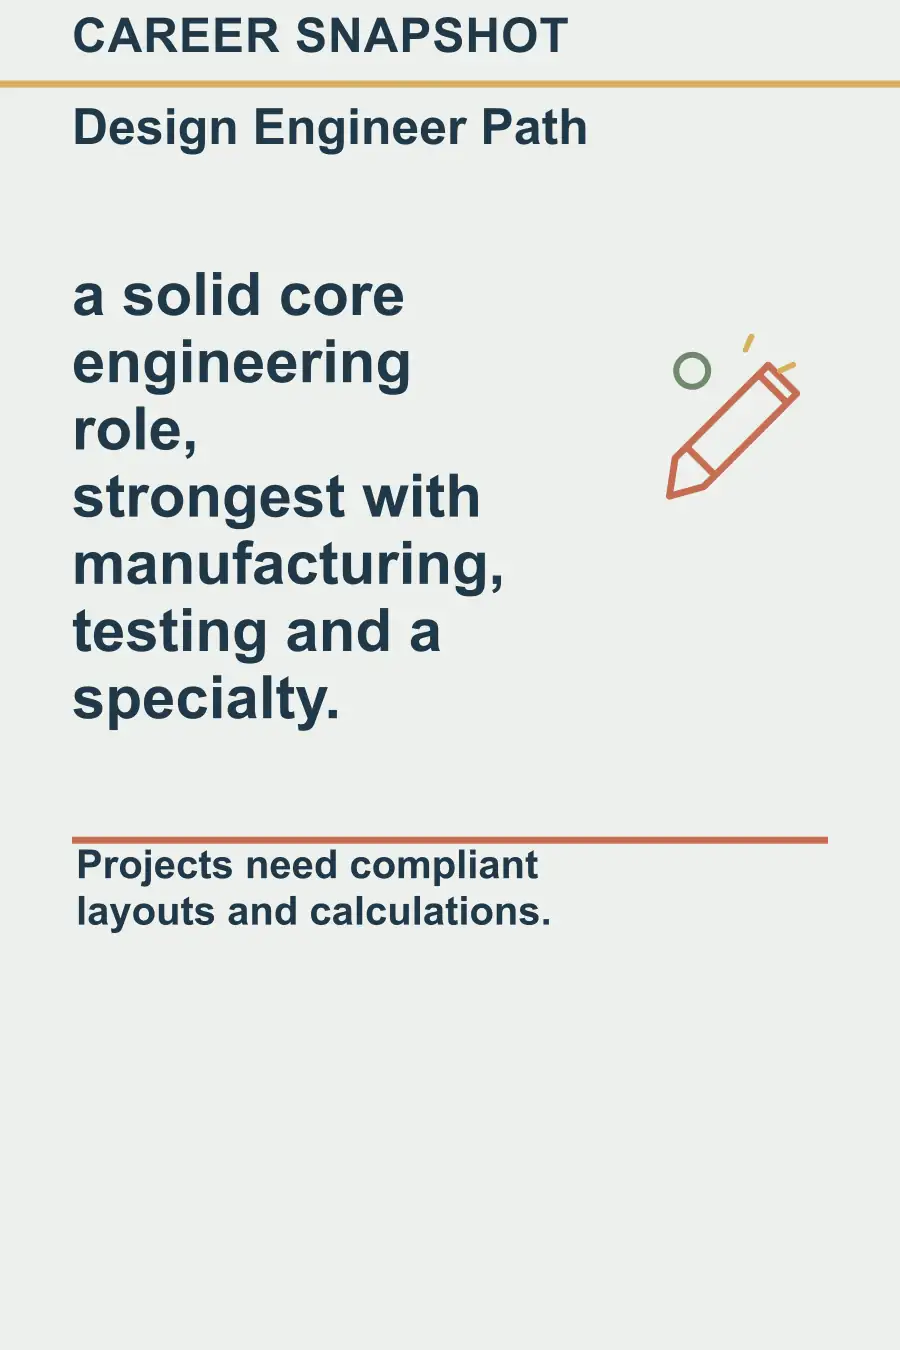 CAREER SNAPSHOT
Design Engineer Path
a solid core
engineering
role,
strongest with
manufacturing,
testing and a
specialty.
Projects need compliant
layouts and calculations.